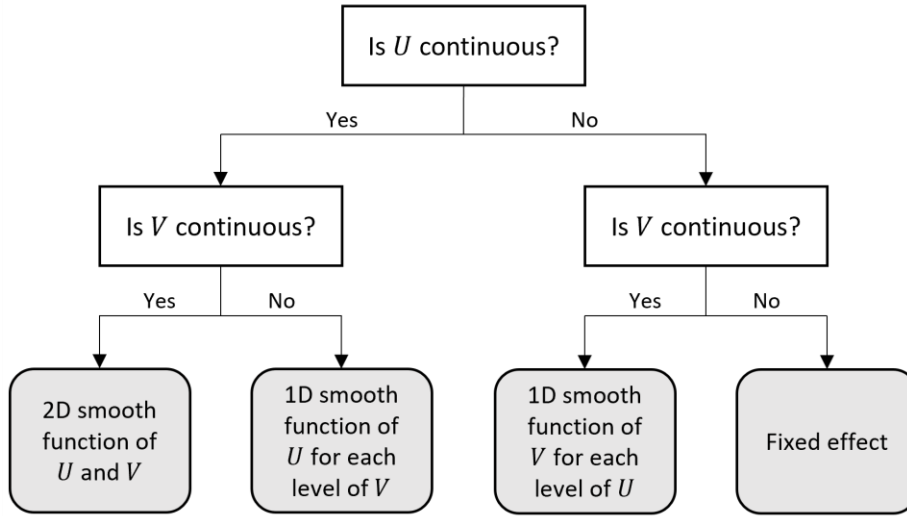 Is U continuous?
Yes
No
Is V continuous?
Is V continuous?
Yes
No
Yes
No
2D smooth
function of
U and V
1D smooth
function of
U for each
level of V
1D smooth
function of
V for each
level of U
Fixed effect